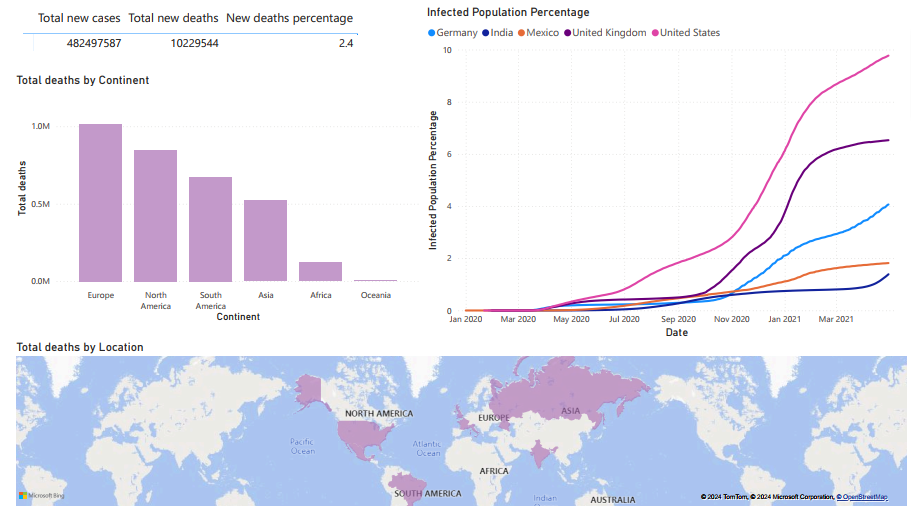 Total new cases Total new deaths New deaths percentage
482497587 10229544 2.4
Total deaths by Continent
Total deaths
1.0M
0.5M
0.0M
Europe
North America
South America
Asia
Africa
Oceania
Continent
Infected Population Percentage
Germany India Mexico United Kingdom United States
Infected Population Percentage
10
8
6
4
2
0
Jan 2020 Mar 2020 May 2020 Jul 2020 Sep 2020 Nov 2020 Jan 2021 Mar 2021
Date
Total deaths by Location
NORTH AMERICA
EUROPE
ASIA
Pacific
Ocean
Atlantic
Ocean
AFRICA
SOUTH AMERICA
Indian
AUSTRALIA
Microsoft Bing
© 2024 TomTom, © 2024 Microsoft Corporation, © OpenStreetMap